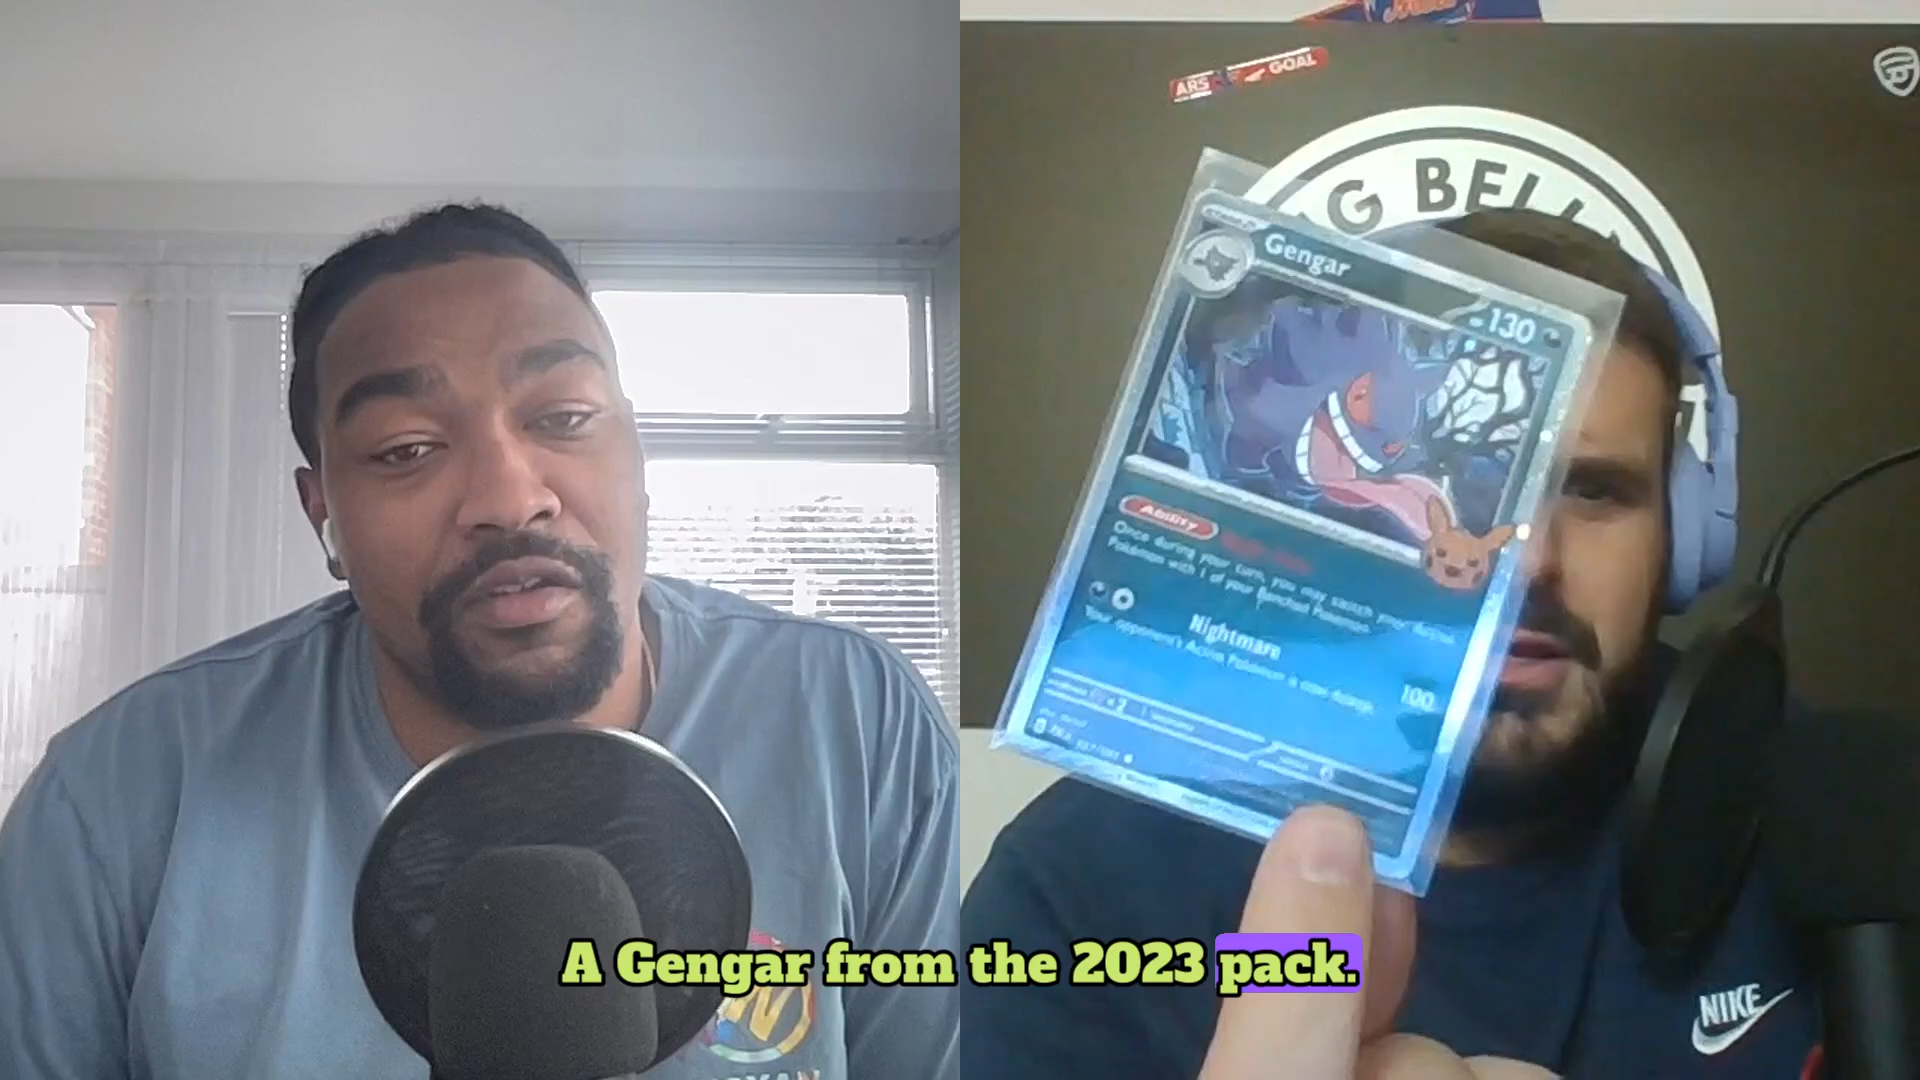 ARS GOAL
G BELL
Gengar
130
Ability
Once during your turn, you may switch your Active
Pokémon with 1 of your Benched Pokémon.
Nightmare
100
Your opponent's Active Pokémon is now Asleep.
A Gengar from the 2023 pack.
NIKE